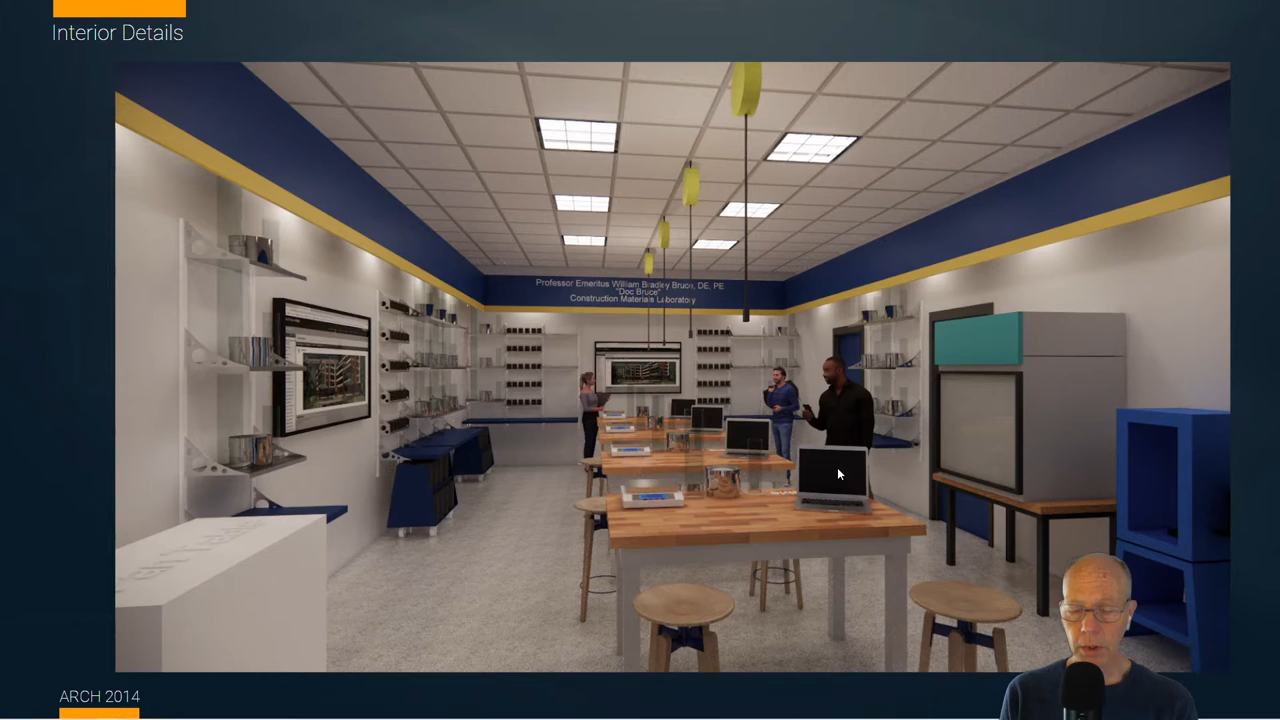 Interior Details
Professor Emeritus William Bradley Bruce, DE, PE
"Doc Bruce"
Construction Materials Laboratory
ARCH 2014